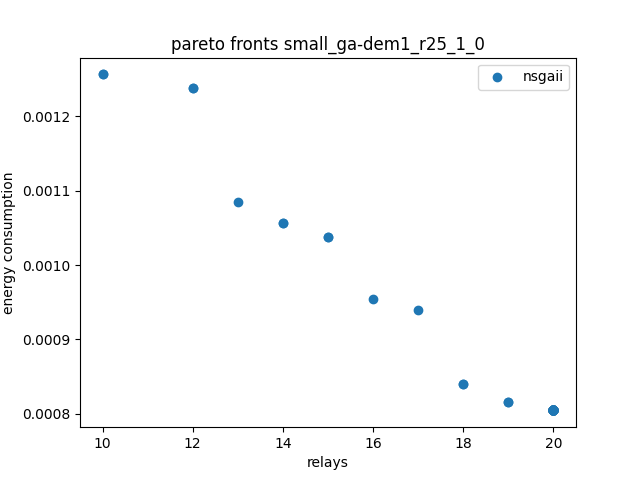 pareto fronts small_ga-dem1_r25_1_0
nsgaii
energy consumption
0.0012
0.0011
0.0010
0.0009
0.0008
10 12 14 16 18 20
relays